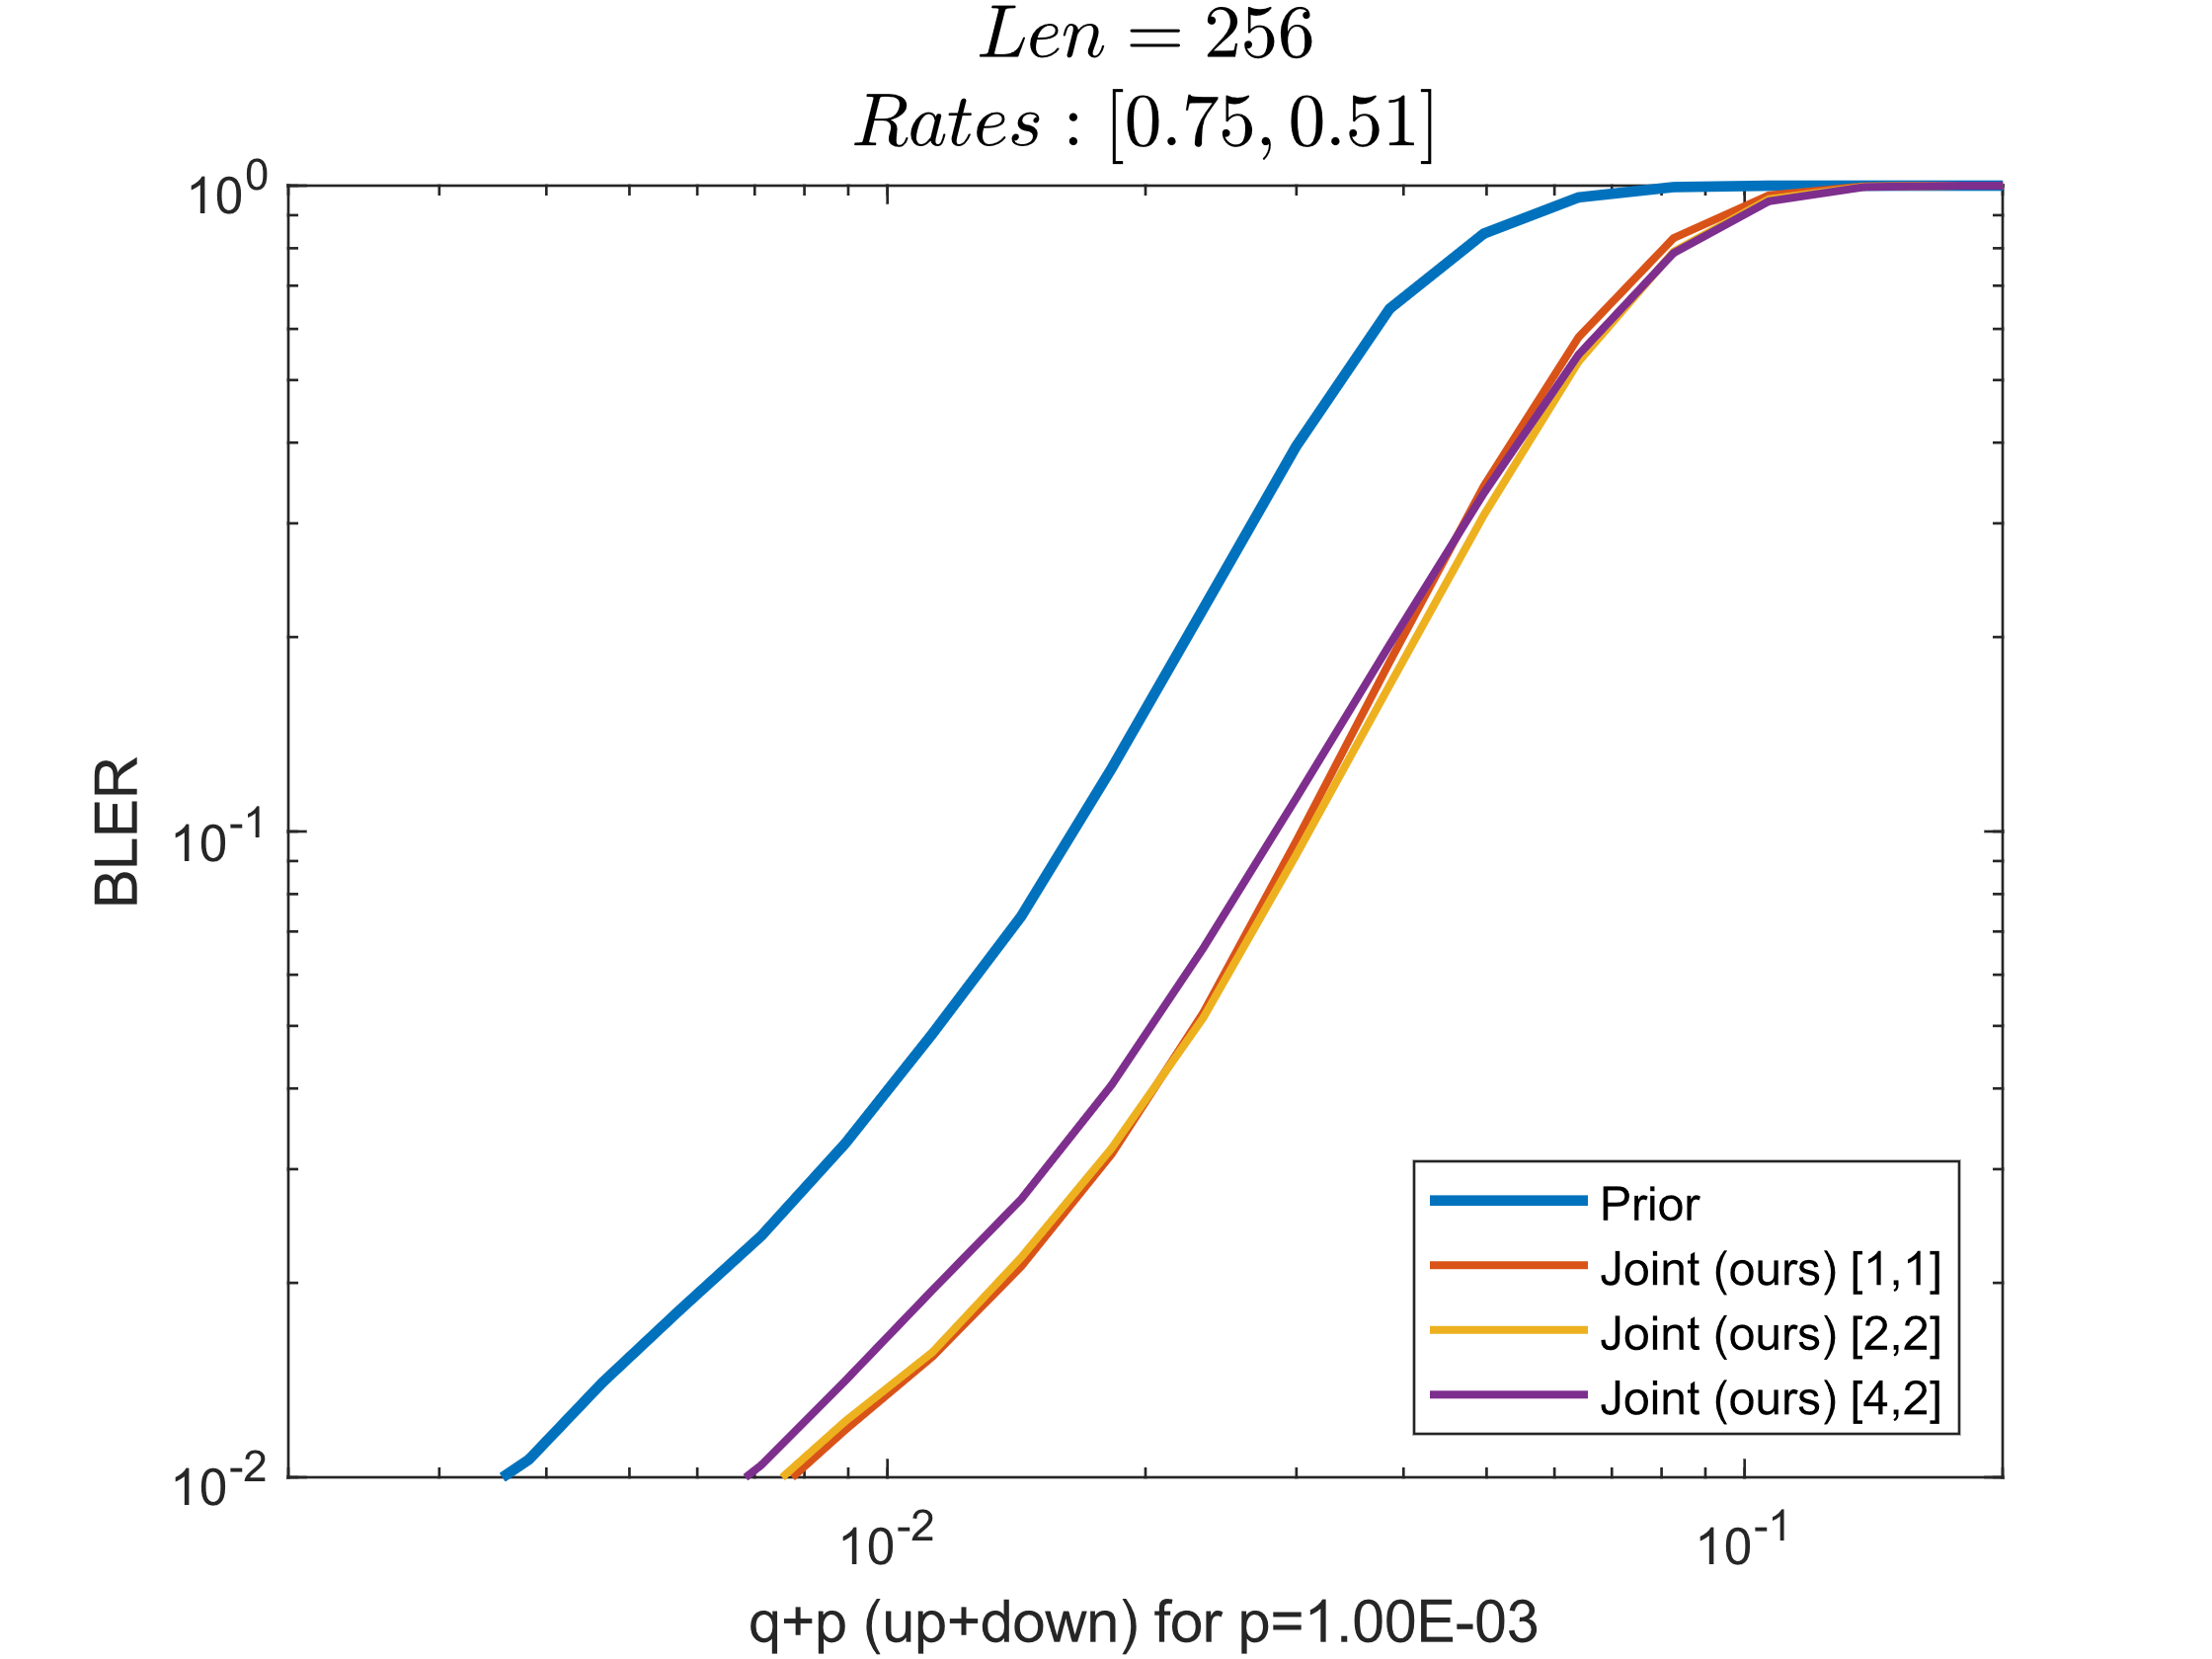 Len = 256
Rates : [0.75, 0.51]
10^0
10^-1
10^-2
BLER
10^-2
10^-1
q+p (up+down) for p=1.00E-03
Prior
Joint (ours) [1,1]
Joint (ours) [2,2]
Joint (ours) [4,2]